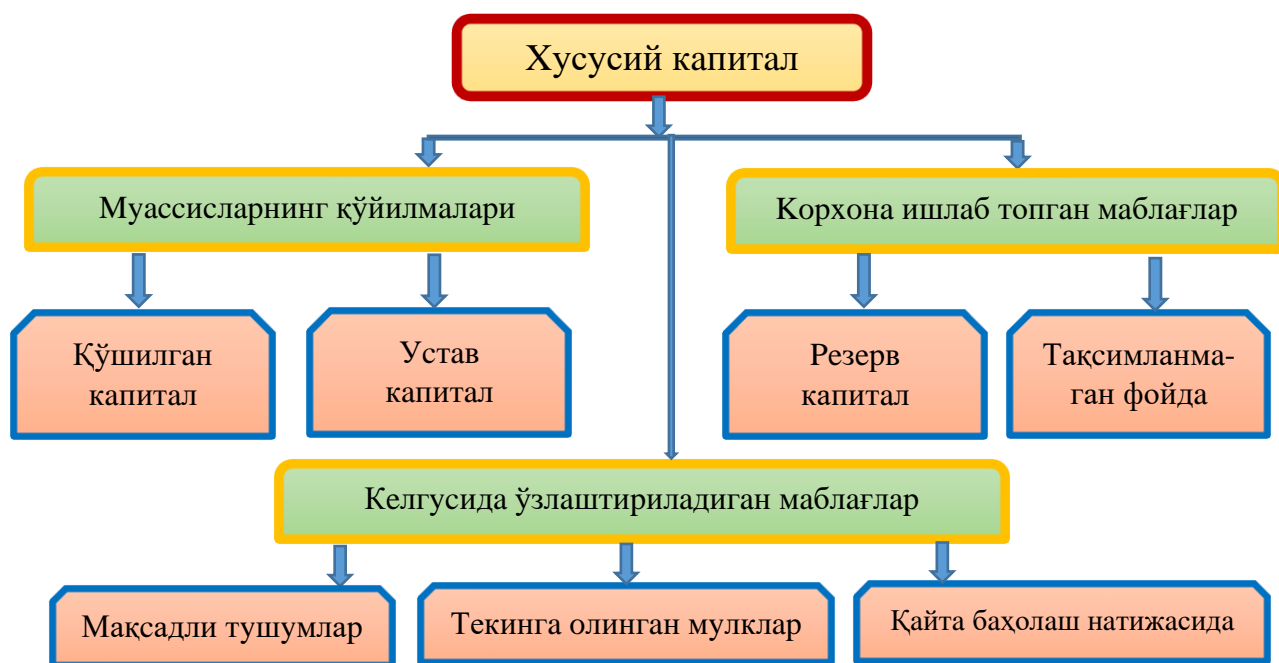 Хусусий капитал
Муассисларнинг қўйилмалари
Корхона ишлаб топган маблағлар
Қўшилган
капитал
Устав
капитал
Резерв
капитал
Тақсимланма-
ган фойда
Келгусида ўзлаштириладиган маблағлар
Мақсадли тушумлар
Текинга олинган мулклар
Қайта баҳолаш натижасида